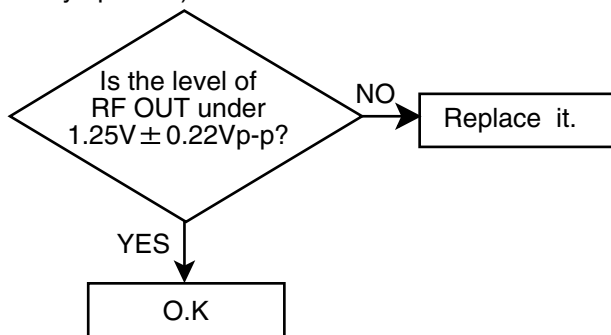 Is the level of
RF OUT under
1.25V ± 0.22Vp-p?
NO
Replace it.
YES
O.K